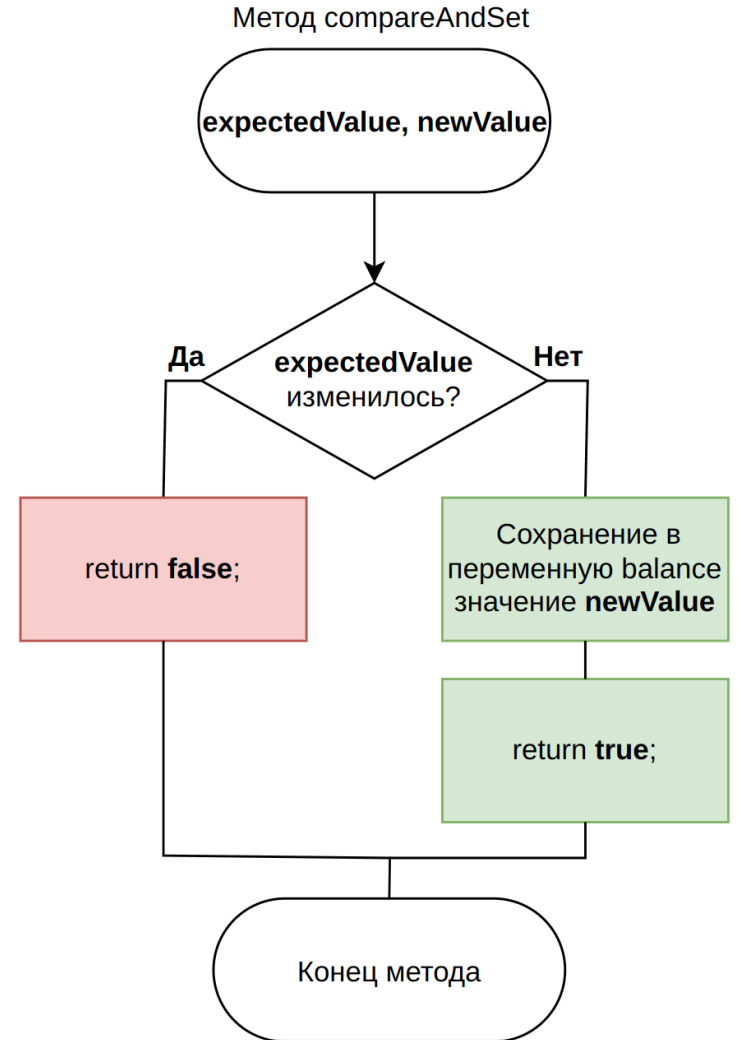 Метод compareAndSet
expectedValue, newValue
Да
expectedValue
изменилось?
Нет
return false;
Сохранение в
переменную balance
значение newValue
return true;
Конец метода